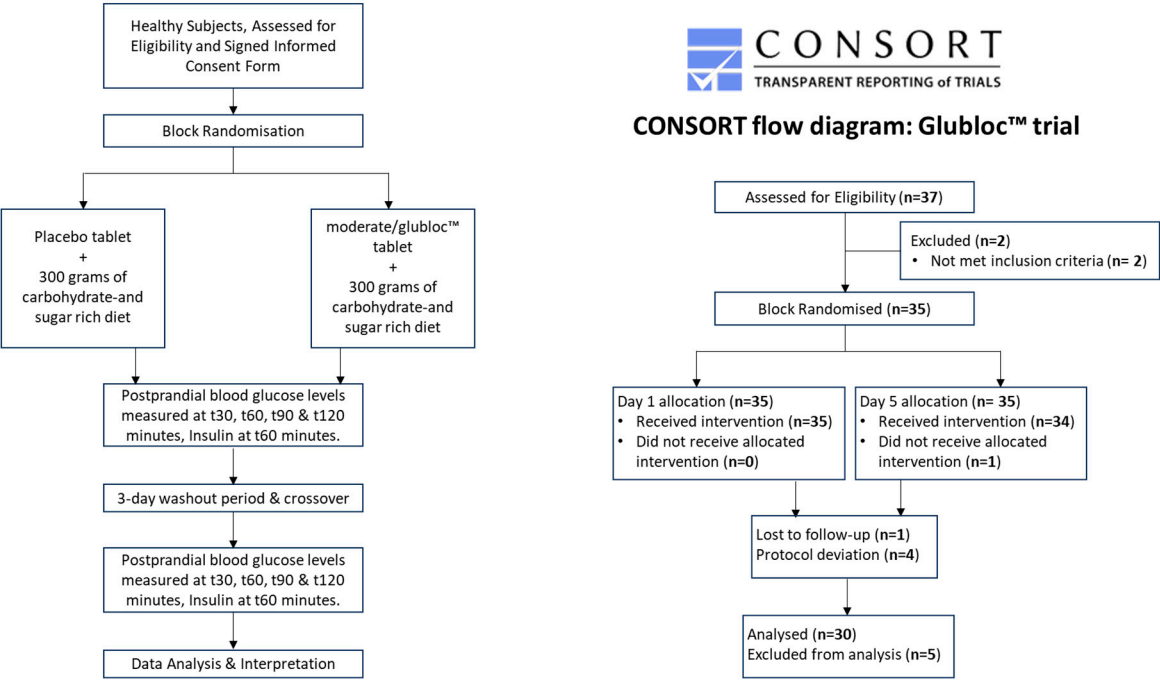 Healthy Subjects, Assessed for
Eligibility and Signed Informed
Consent Form
Block Randomisation
Placebo tablet
+
300 grams of
carbohydrate-and
sugar rich diet
moderate/glubloc™
tablet
+
300 grams of
carbohydrate-and
sugar rich diet
Postprandial blood glucose levels
measured at t30, t60, t90 & t120
minutes, Insulin at t60 minutes.
3-day washout period & crossover
Postprandial blood glucose levels
measured at t30, t60, t90 & t120
minutes, Insulin at t60 minutes.
Data Analysis & Interpretation
CONSORT
TRANSPARENT REPORTING of TRIALS
CONSORT flow diagram: Glubloc™ trial
Assessed for Eligibility (n=37)
Excluded (n=2)
• Not met inclusion criteria (n= 2)
Block Randomised (n=35)
Day 1 allocation (n=35)
• Received intervention (n=35)
• Did not receive allocated
intervention (n=0)
Day 5 allocation (n= 35)
• Received intervention (n=34)
• Did not receive allocated
intervention (n=1)
Lost to follow-up (n=1)
Protocol deviation (n=4)
Analysed (n=30)
Excluded from analysis (n=5)